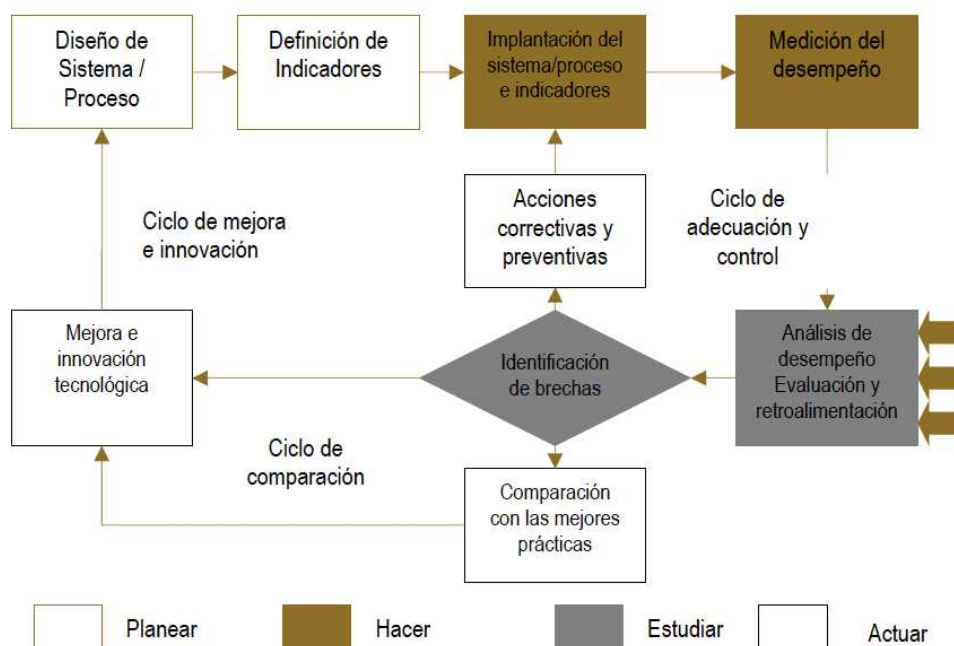 Diseño de
Sistema /
Proceso
Definición de
Indicadores
Implantación del
sistema/proceso
e indicadores
Medición del
desempeño
Ciclo de mejora
e innovación
Acciones
correctivas y
preventivas
Ciclo de
adecuación y
control
Mejora e
innovación
tecnológica
Identificación
de brechas
Análisis de
desempeño
Evaluación y
retroalimentación
Ciclo de
comparación
Comparación
con las mejores
prácticas
Planear
Hacer
Estudiar
Actuar